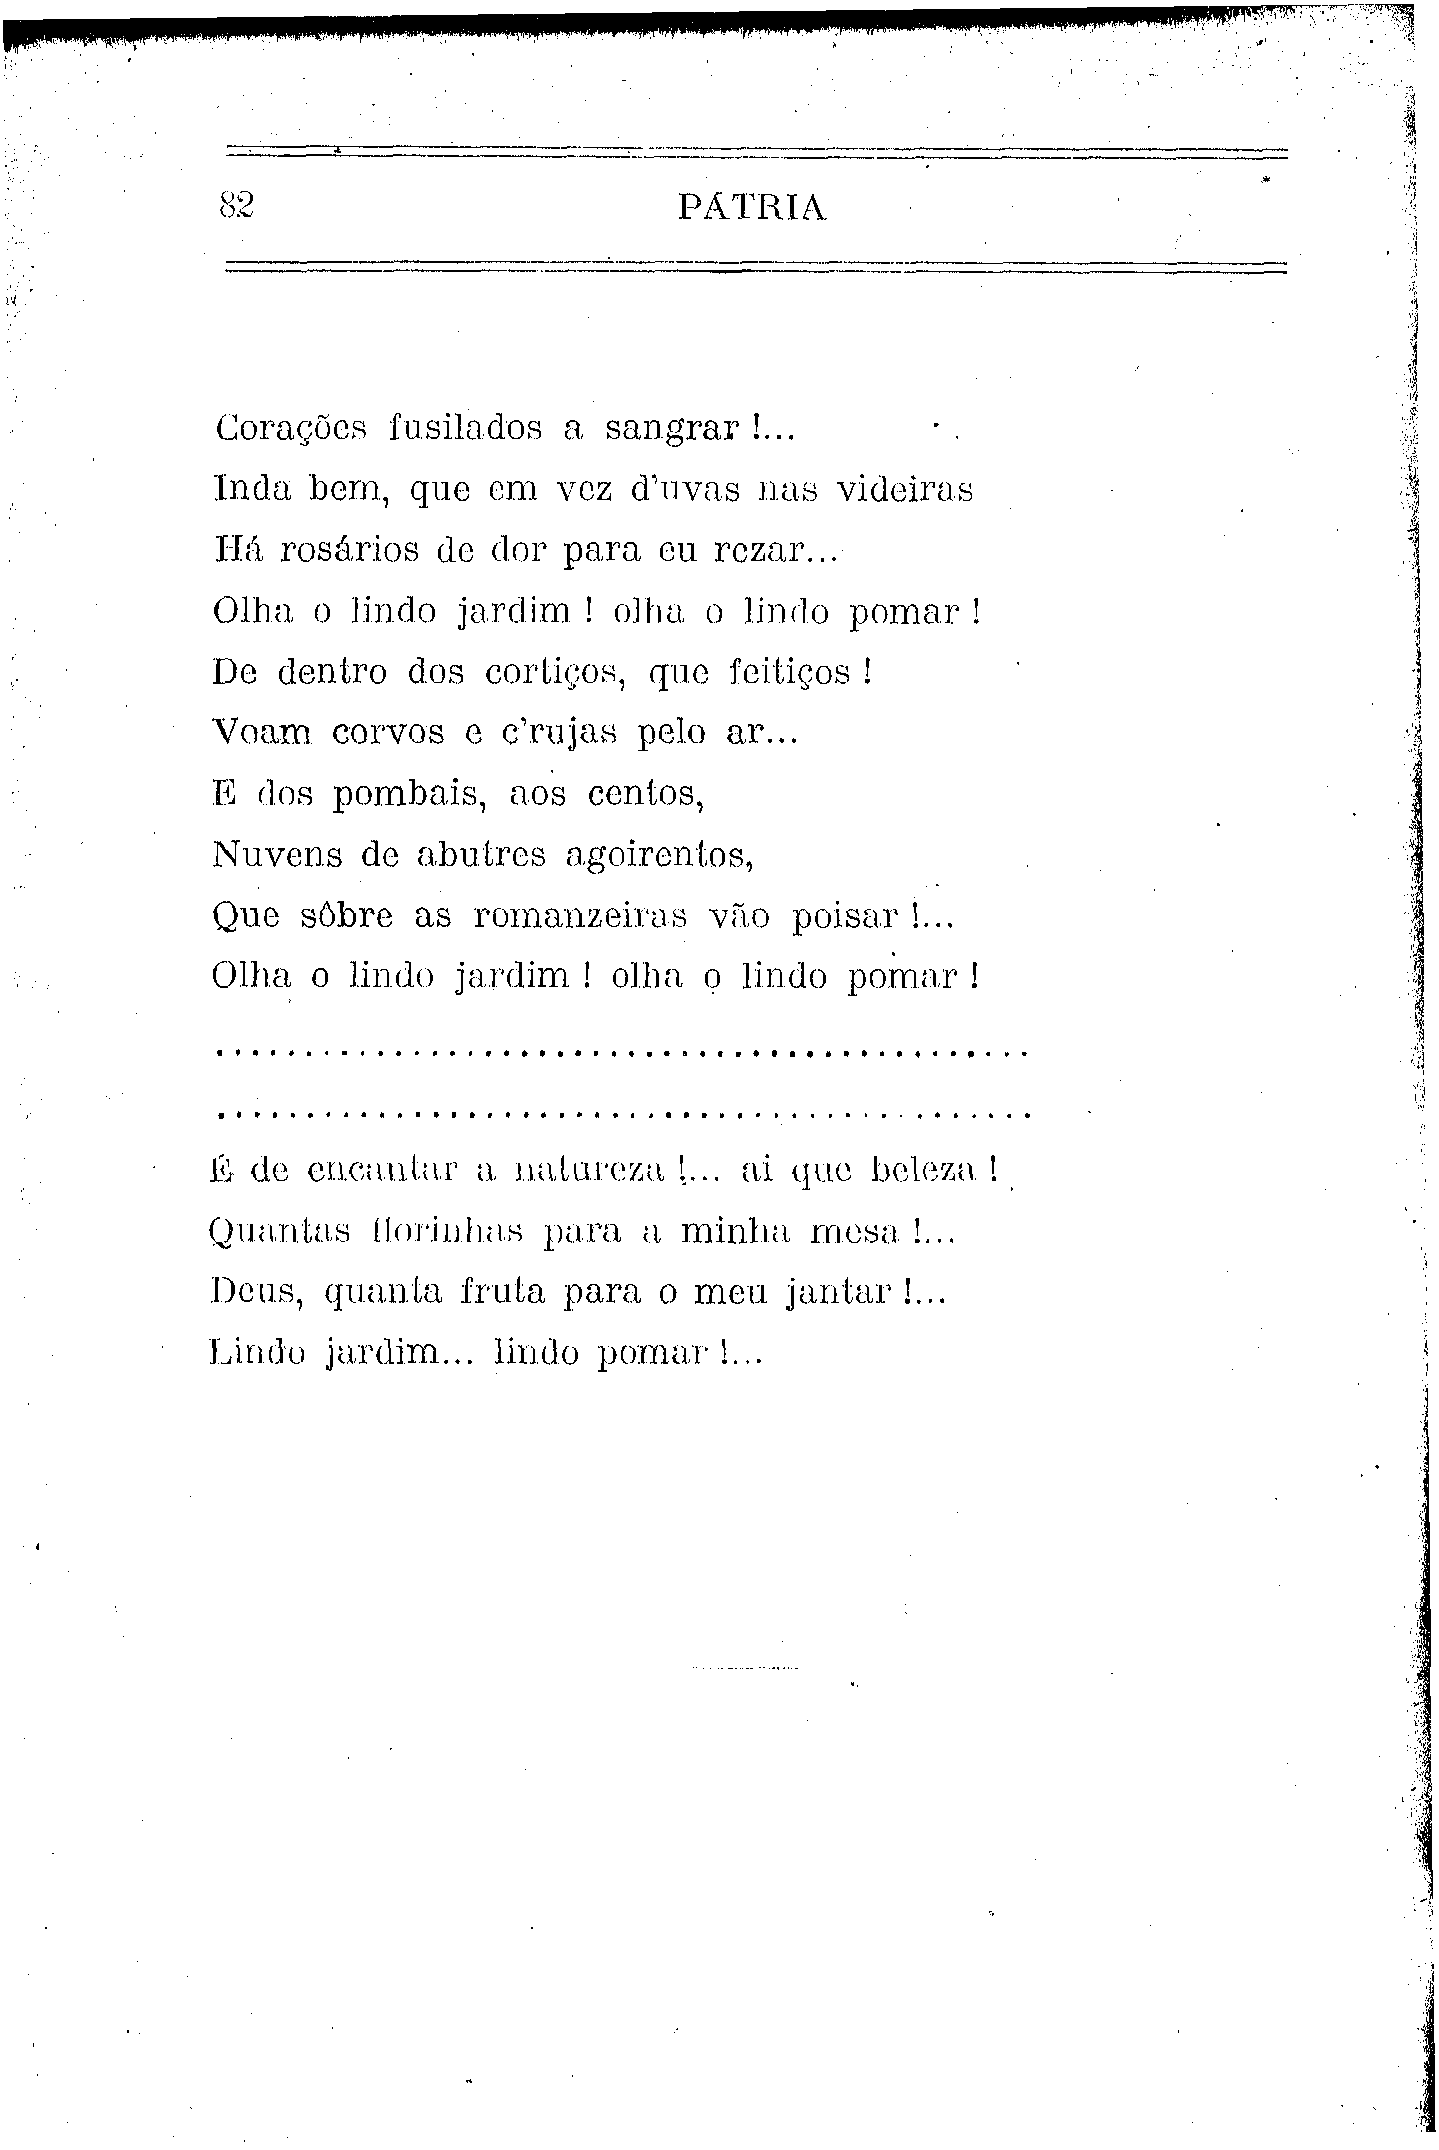 82 PÁTRIA
Corações fusilados a sangrar !...
Inda bem, que em vez d'uvas nas videiras
Há rosários de dor para eu rezar...
Olha o lindo jardim ! olha o lindo pomar !
De dentro dos cortiços, que feitiços !
Voam corvos e c'rujas pelo ar...
E dos pombais, aos centos,
Nuvens de abutres agoirentos,
Que sôbre as romanzeiras vão poisar !...
Olha o lindo jardim ! olha o lindo pomar !
..............................................
..............................................
É de encantar a natureza !... ai que beleza !
Quantas florinhas para a minha mesa !...
Deus, quanta fruta para o meu jantar !...
Lindo jardim... lindo pomar !...